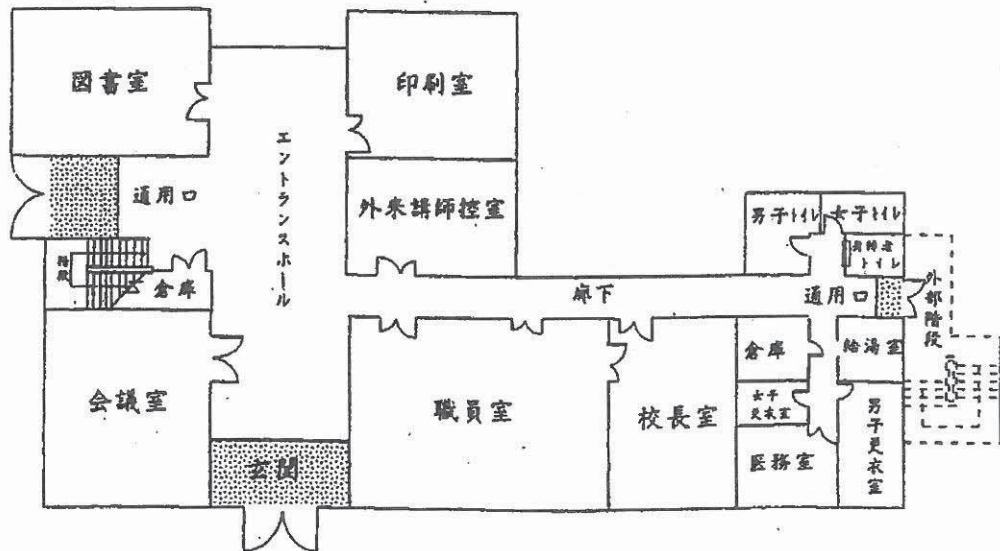 図書室
印刷室
エントランスホール
通用口
外来講師控室
男子トイレ
女子トイレ
身障者
トイレ
階段
倉庫
廊下
通用口
外部階段
会議室
職員室
校長室
倉庫
給湯室
女子
更衣室
医務室
男子更衣室
玄関